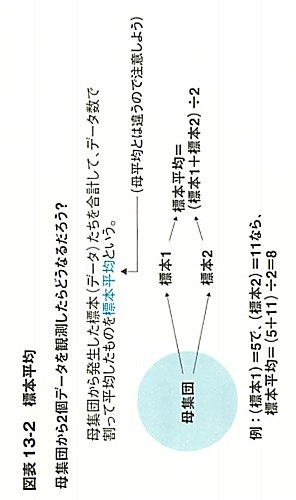 図表13-2　標本平均
母集団から2個データを観測したらどうなるだろう？
母集団から発生した標本（データ）たちを合計して、データ数で
割って平均したものを標本平均という。
（母平均とは違うので注意しよう）
母集団
標本1
標本2
標本平均＝
（標本1＋標本2）÷2
例：（標本1）＝5で、（標本2）＝11なら、
標本平均＝（5＋11）÷2＝8